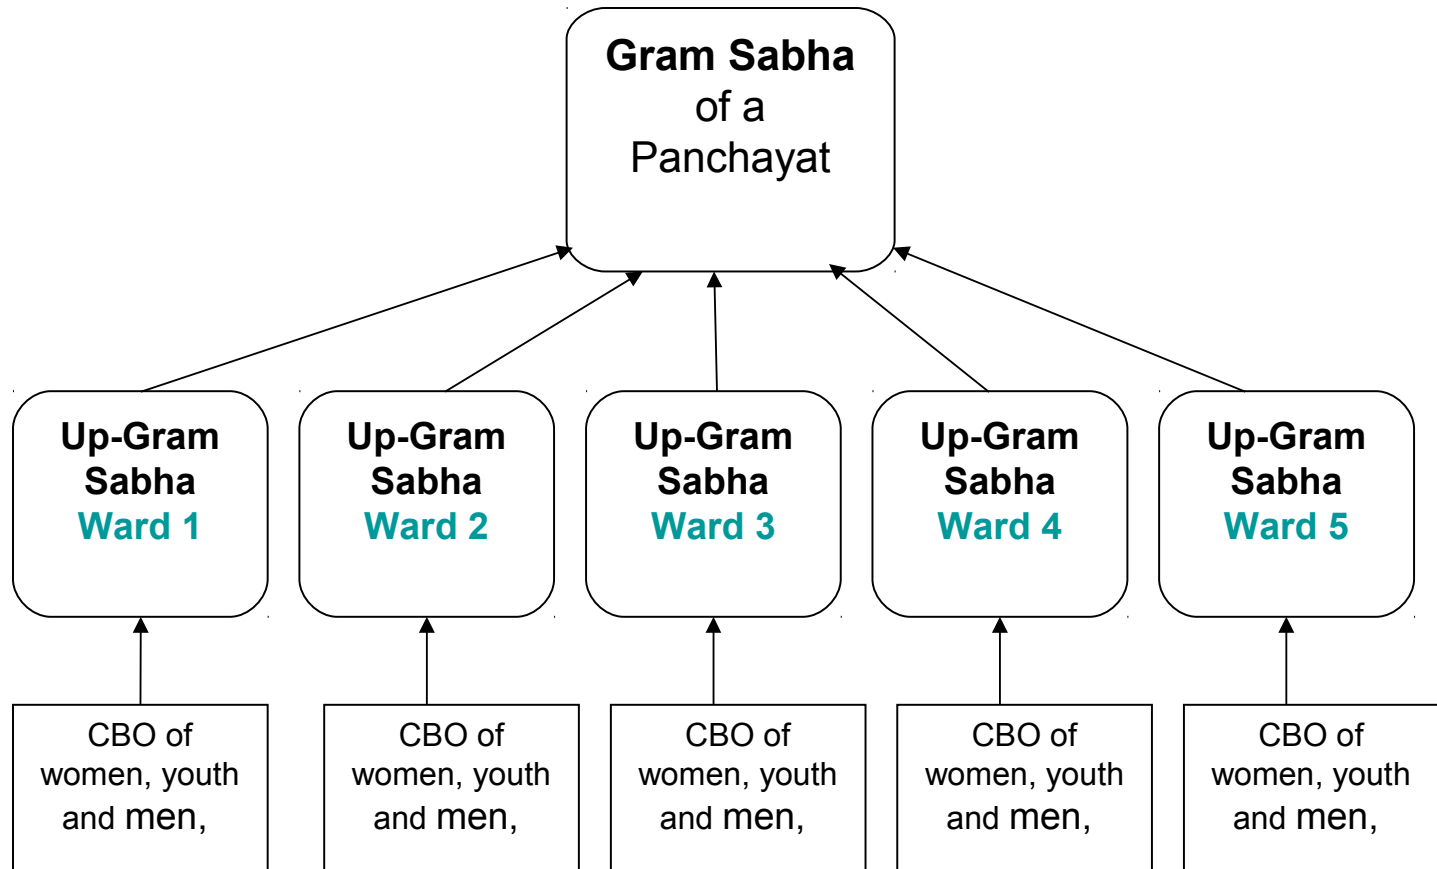 Gram Sabha
of a
Panchayat
Up-Gram
Sabha
Ward 1
Up-Gram
Sabha
Ward 2
Up-Gram
Sabha
Ward 3
Up-Gram
Sabha
Ward 4
Up-Gram
Sabha
Ward 5
CBO of
women, youth
and men,
CBO of
women, youth
and men,
CBO of
women, youth
and men,
CBO of
women, youth
and men,
CBO of
women, youth
and men,